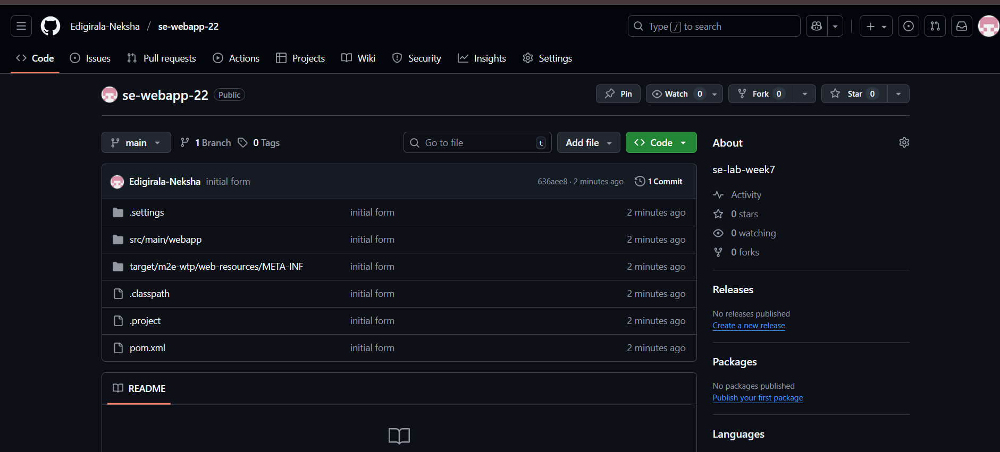 Edigirala-Neksha / se-webapp-22
Type / to search
Code Issues Pull requests Actions Projects Wiki Security Insights Settings
se-webapp-22 Public
Pin Watch 0 Fork 0 Star 0
main 1 Branch 0 Tags Go to file t Add file Code
Edigirala-Neksha initial form 636aee8 · 2 minutes ago 1 Commit
.settings initial form 2 minutes ago
src/main/webapp initial form 2 minutes ago
target/m2e-wtp/web-resources/META-INF initial form 2 minutes ago
.classpath initial form 2 minutes ago
.project initial form 2 minutes ago
pom.xml initial form 2 minutes ago
README
About
se-lab-week7
Activity
0 stars
0 watching
0 forks
Releases
No releases published
Create a new release
Packages
No packages published
Publish your first package
Languages